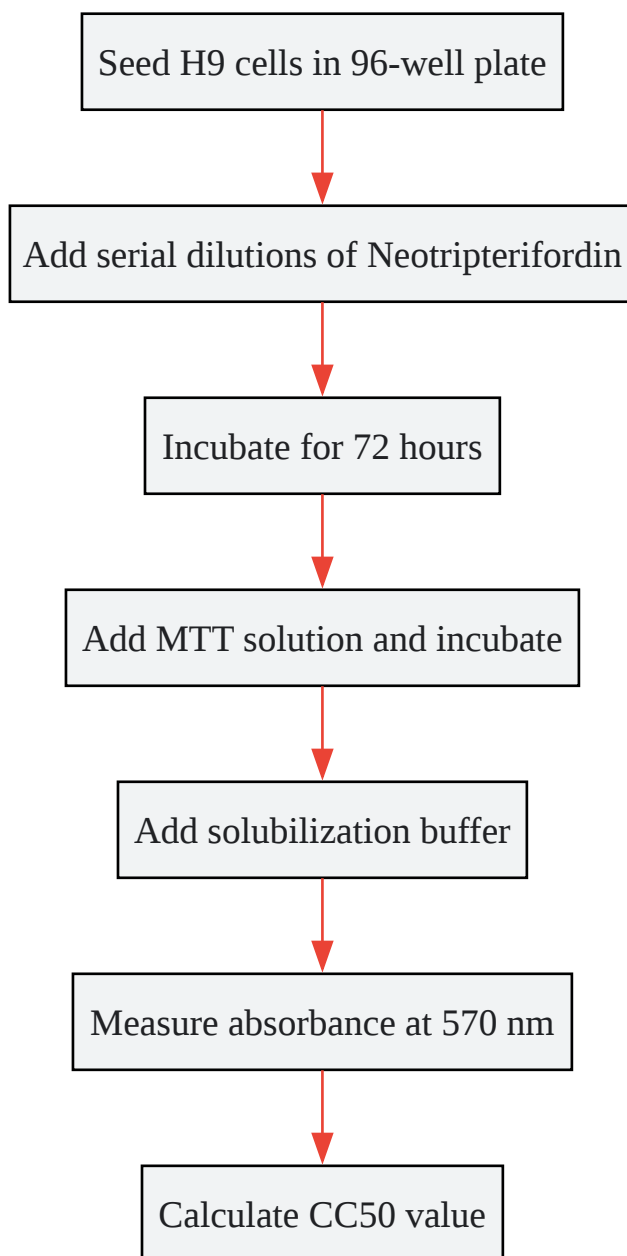 Seed H9 cells in 96-well plate
Add serial dilutions of Neotripterifordin
Incubate for 72 hours
Add MTT solution and incubate
Add solubilization buffer
Measure absorbance at 570 nm
Calculate CC50 value